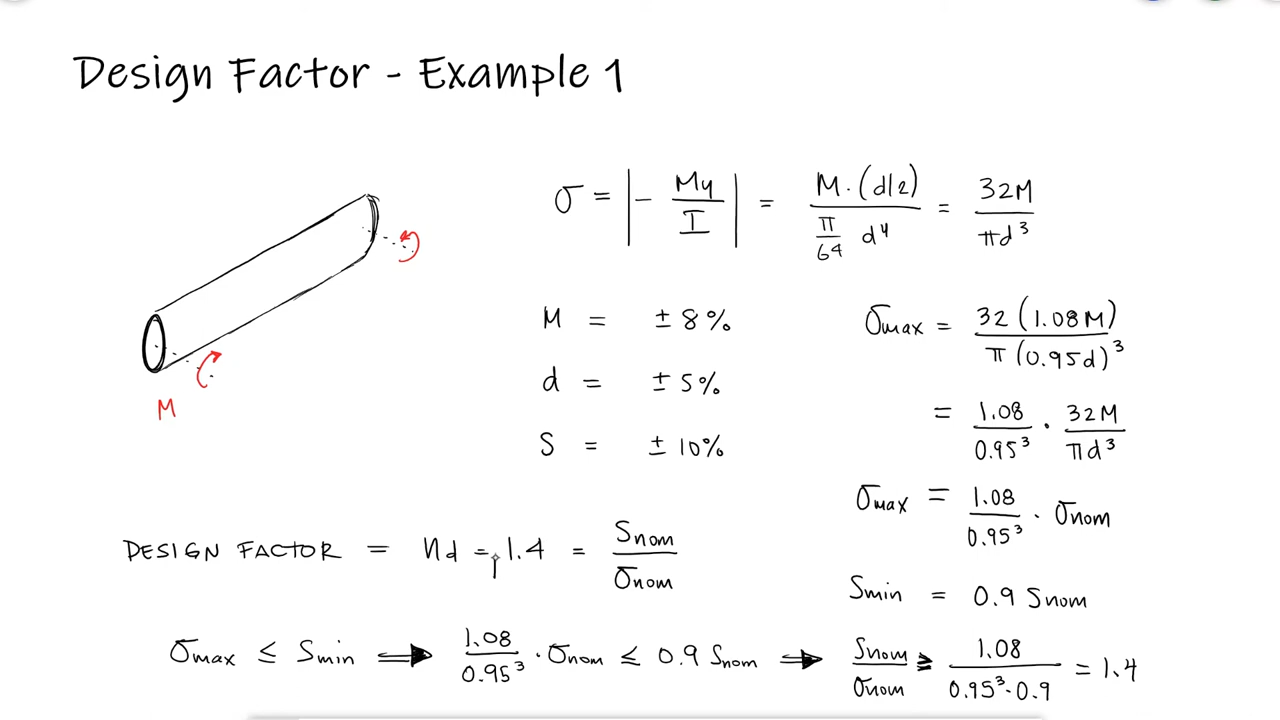 Design Factor - Example 1
σ = |- My/I| = M·(d/2) / (π/64 d⁴) = 32M/πd³
M = ± 8%
σmax = 32(1.08M) / π(0.95d)³
d = ± 5%
= 1.08/0.95³ · 32M/πd³
S = ± 10%
M
σmax = 1.08/0.95³ · σnom
DESIGN FACTOR = nd = 1.4 = Snom/σnom
Smin = 0.9 Snom
σmax ≤ Smin ⟹ 1.08/0.95³ · σnom ≤ 0.9 Snom ⟹ Snom/σnom ≥ 1.08/(0.95³·0.9) = 1.4